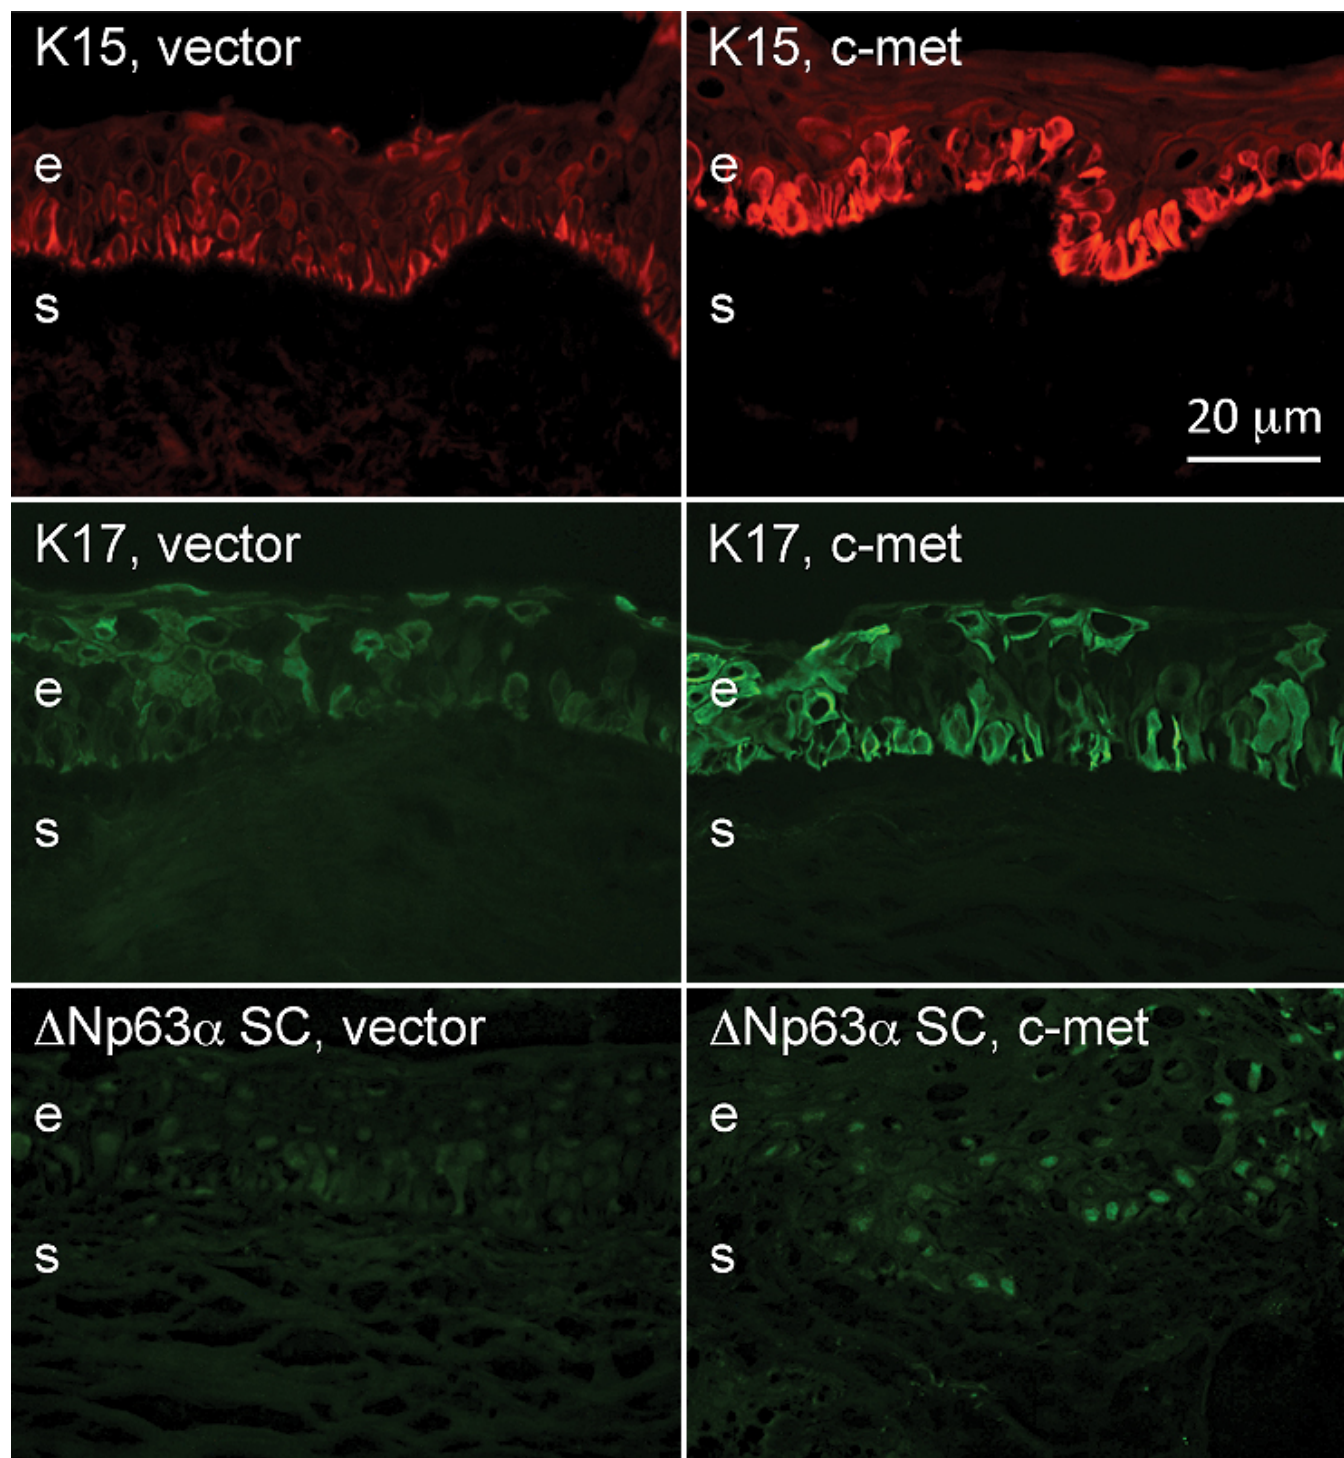 K15, vector
e
s
K15, c-met
e
s
20 μm
K17, vector
e
s
K17, c-met
e
s
ΔNp63α SC, vector
e
s
ΔNp63α SC, c-met
e
s